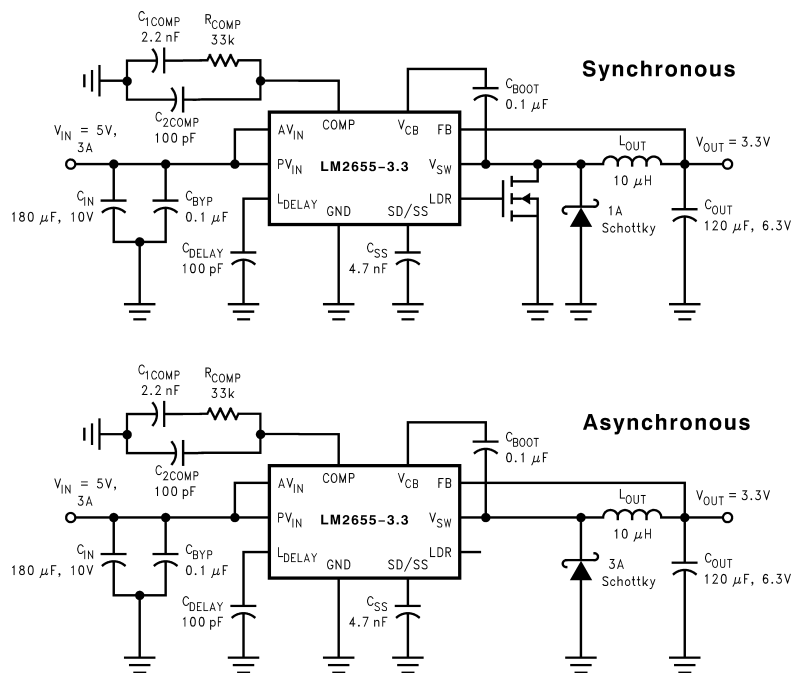 C1COMP
2.2 nF
RCOMP
33k
C2COMP
100 pF
CBOOT
0.1 μF
Synchronous
VIN = 5V,
3A
AVIN
COMP
VCB
FB
PVIN
LM2655-3.3
VSW
LOUT
10 μH
VOUT = 3.3V
CIN
180 μF, 10V
CBYP
0.1 μF
LDELAY
GND
SD/SS
LDR
1A
Schottky
COUT
120 μF, 6.3V
CDELAY
100 pF
CSS
4.7 nF
C1COMP
2.2 nF
RCOMP
33k
C2COMP
100 pF
CBOOT
0.1 μF
Asynchronous
VIN = 5V,
3A
AVIN
COMP
VCB
FB
PVIN
LM2655-3.3
VSW
LOUT
10 μH
VOUT = 3.3V
CIN
180 μF, 10V
CBYP
0.1 μF
LDELAY
GND
SD/SS
LDR
3A
Schottky
COUT
120 μF, 6.3V
CDELAY
100 pF
CSS
4.7 nF